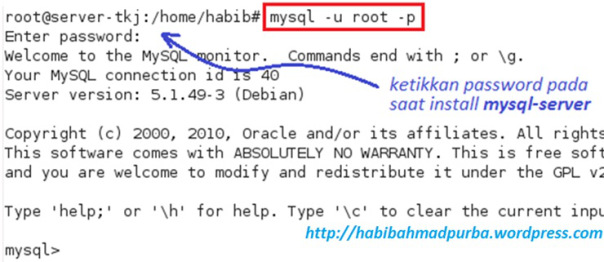 root@server-tkj:/home/habib# mysql -u root -p
Enter password:
Welcome to the MySQL monitor.  Commands end with ; or \g.
Your MySQL connection id is 40
Server version: 5.1.49-3 (Debian)
ketikkan password pada
saat install mysql-server
Copyright (c) 2000, 2010, Oracle and/or its affiliates. All rights
This software comes with ABSOLUTELY NO WARRANTY. This is free soft
and you are welcome to modify and redistribute it under the GPL v2
Type 'help;' or '\h' for help. Type '\c' to clear the current inpu
http://habibahmadpurba.wordpress.com
mysql>